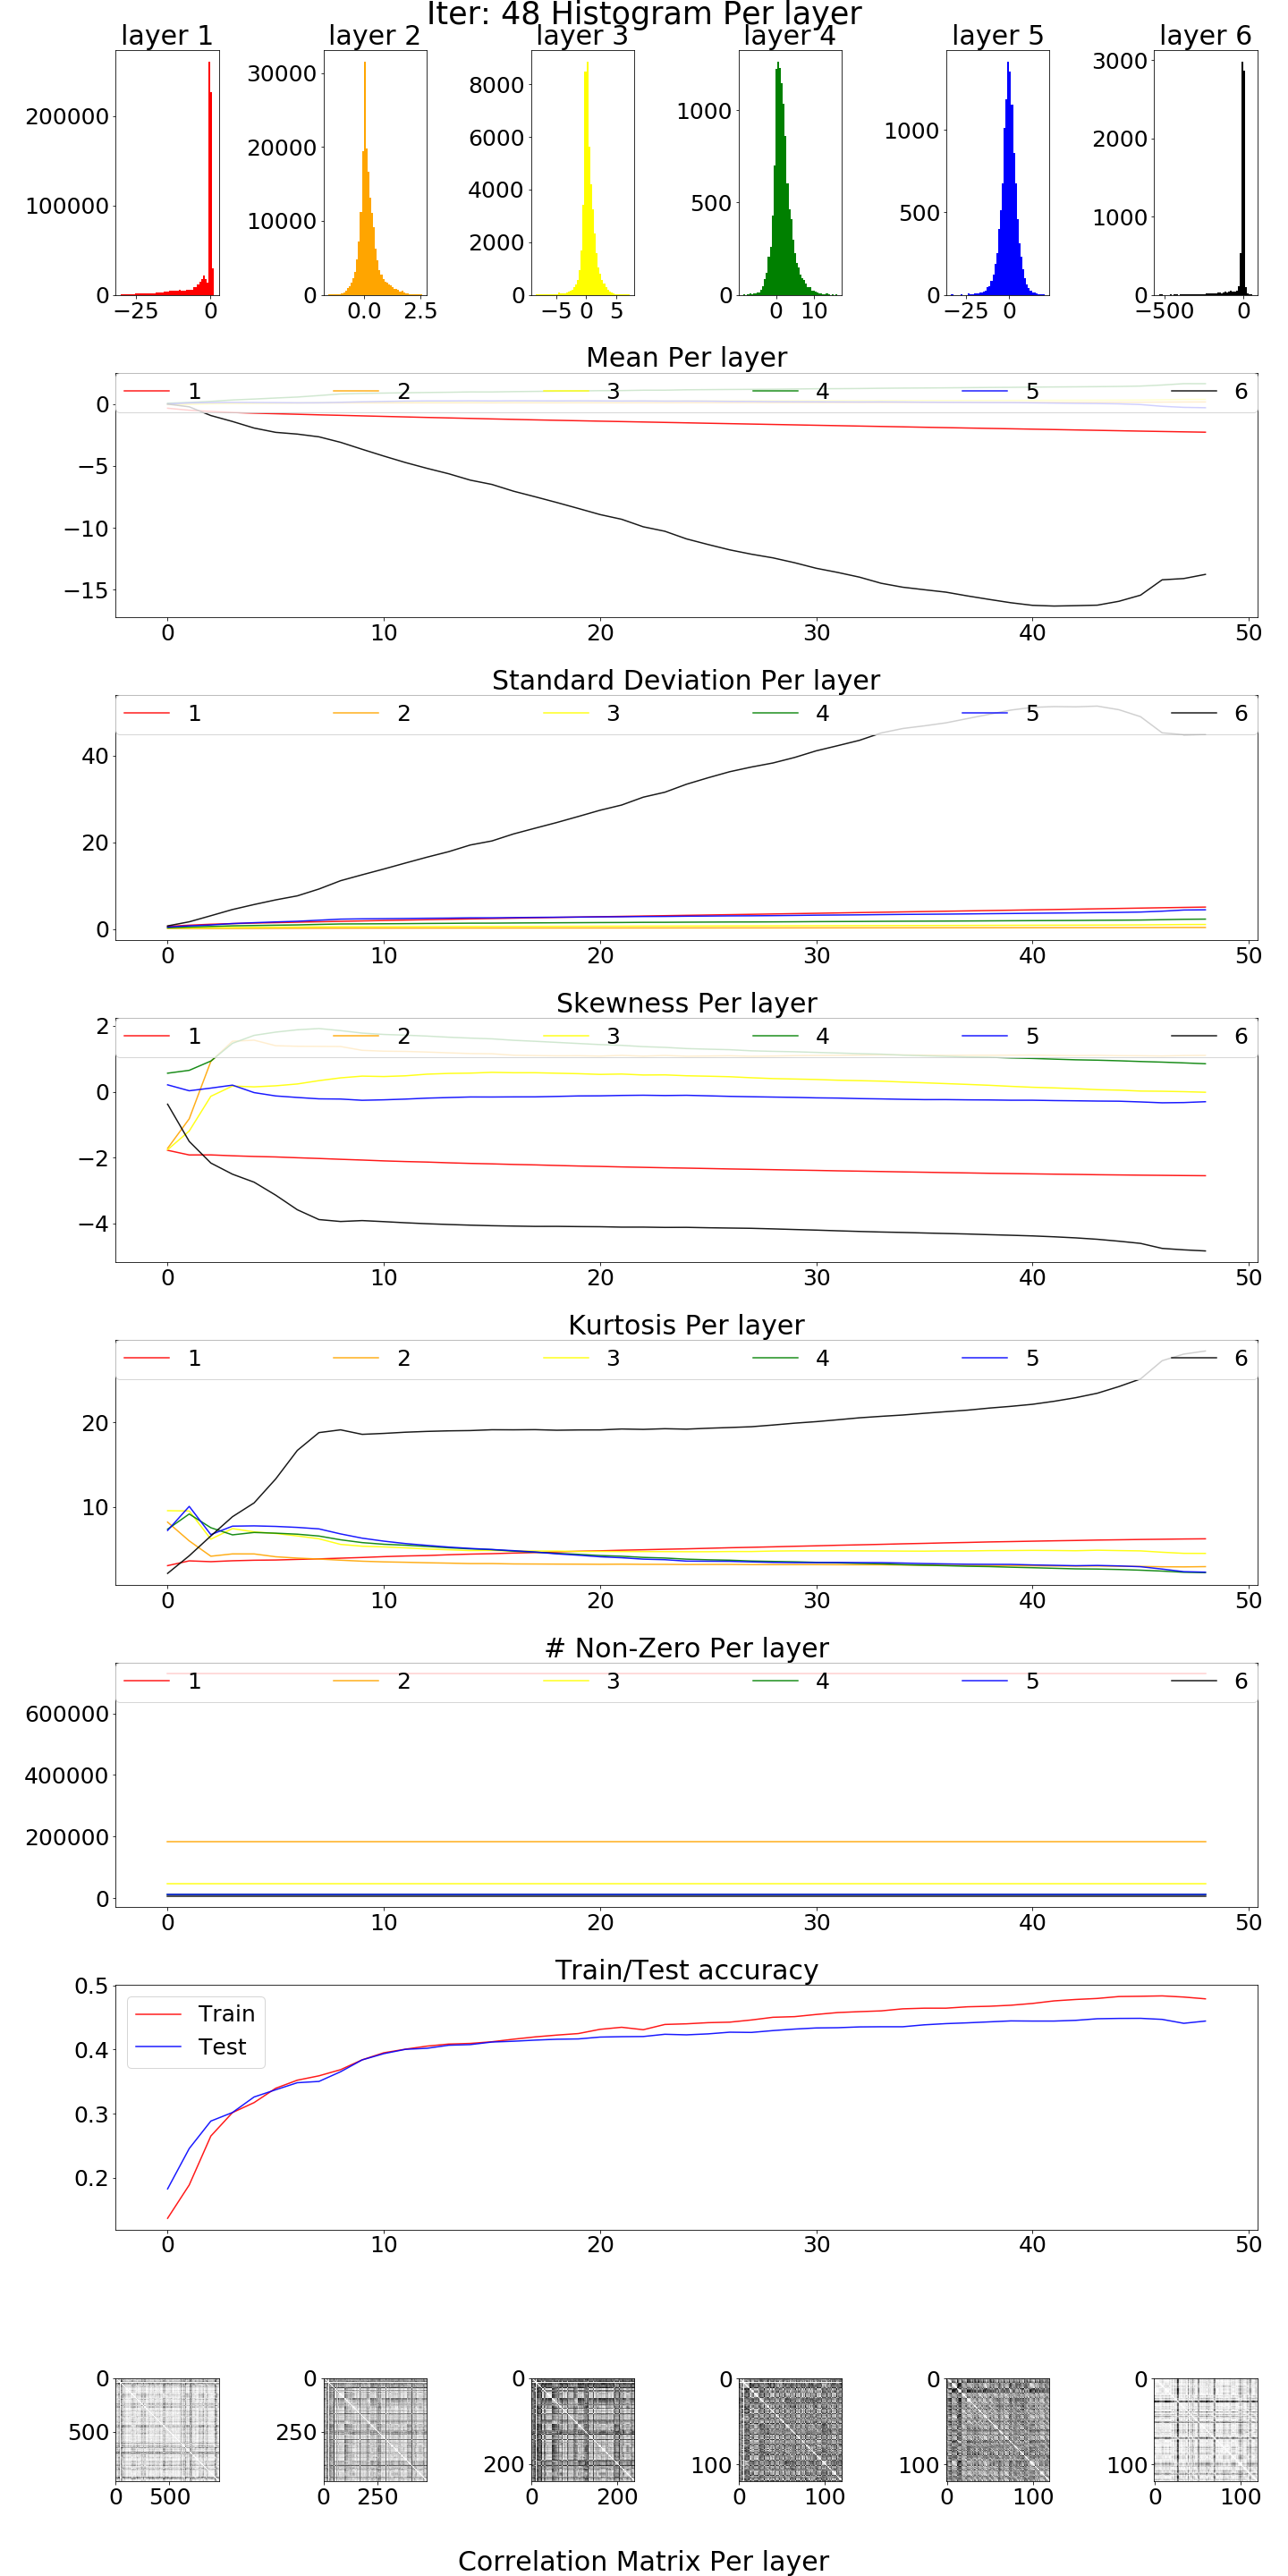 Iter: 48 Histogram Per layer
layer 1 layer 2 layer 3 layer 4 layer 5 layer 6
200000
100000
0
−25 0
30000
20000
10000
0
0.0 2.5
8000
6000
4000
2000
0
−5 0 5
1000
500
0
0 10
1000
500
0
−25 0
3000
2000
1000
0
−500 0
Mean Per layer
1 2 3 4 5 6
0
−5
−10
−15
0 10 20 30 40 50
Standard Deviation Per layer
1 2 3 4 5 6
40
20
0
0 10 20 30 40 50
Skewness Per layer
1 2 3 4 5 6
2
0
−2
−4
0 10 20 30 40 50
Kurtosis Per layer
1 2 3 4 5 6
20
10
0 10 20 30 40 50
# Non-Zero Per layer
1 2 3 4 5 6
600000
400000
200000
0
0 10 20 30 40 50
Train/Test accuracy
Train
Test
0.5
0.4
0.3
0.2
0 10 20 30 40 50
0
500
0 500
0
250
0 250
0
200
0 200
0
100
0 100
0
100
0 100
0
100
0 100
Correlation Matrix Per layer